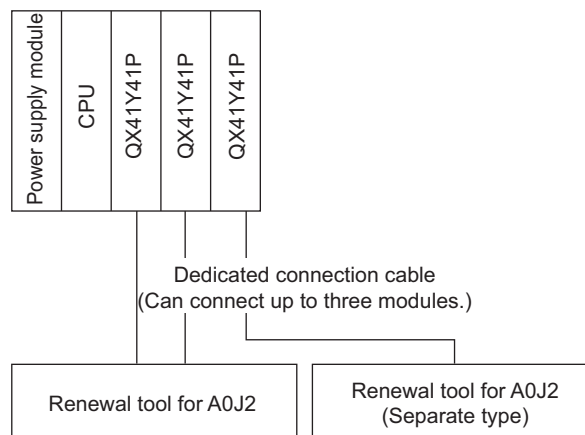 Power supply module
CPU
QX41Y41P
QX41Y41P
QX41Y41P
Dedicated connection cable
(Can connect up to three modules.)
Renewal tool for A0J2
Renewal tool for A0J2
(Separate type)